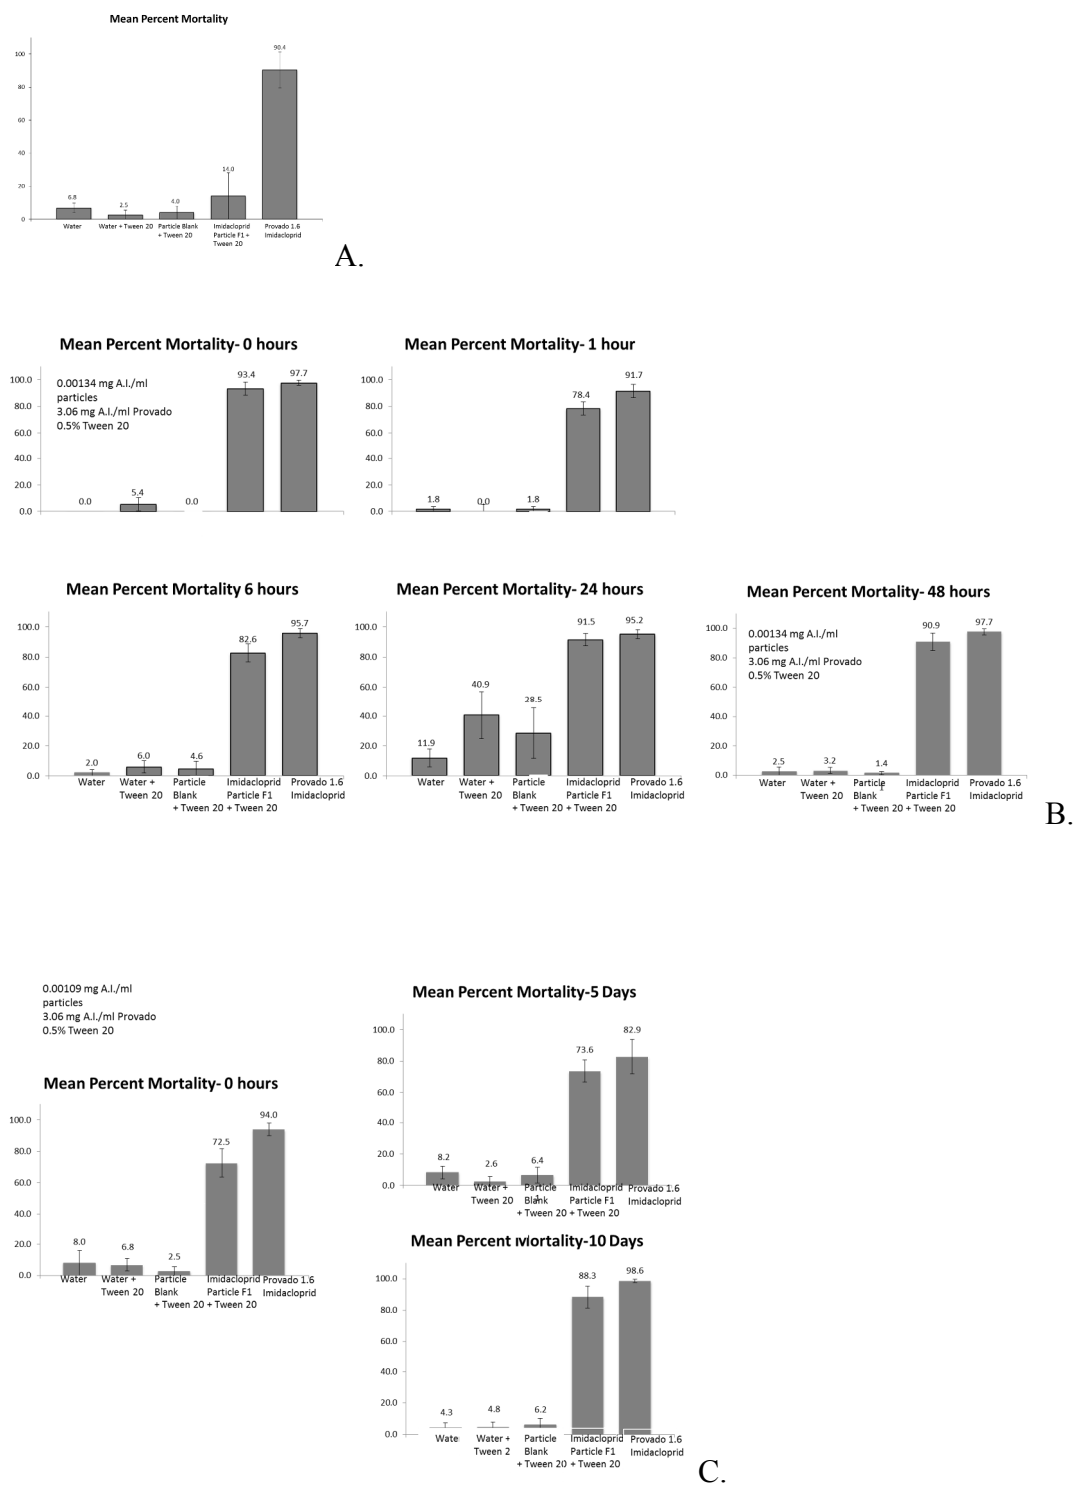 Mean Percent Mortality
100
80
60
40
20
0
6.8
2.5
4.0
14.0
90.4
Water
Water + Tween 20
Particle Blank
+ Tween 20
Imidacloprid
Particle F1 +
Tween 20
Provado 1.6
Imidacloprid
A.
Mean Percent Mortality- 0 hours
0.00134 mg A.I./ml
particles
3.06 mg A.I./ml Provado
0.5% Tween 20
100.0
80.0
60.0
40.0
20.0
0.0
0.0
5.4
0.0
93.4
97.7
Mean Percent Mortality- 1 hour
100.0
80.0
60.0
40.0
20.0
0.0
1.8
0.0
1.8
78.4
91.7
Mean Percent Mortality 6 hours
100.0
80.0
60.0
40.0
20.0
0.0
2.0
6.0
4.6
82.6
95.7
Water
Water +
Tween 20
Particle
Blank
+ Tween 20
Imidacloprid
Particle F1
+ Tween 20
Provado 1.6
Imidacloprid
Mean Percent Mortality- 24 hours
100.0
80.0
60.0
40.0
20.0
0.0
11.9
40.9
28.5
91.5
95.2
Water
Water +
Tween 20
Particle
Blank
+ Tween 20
Imidacloprid
Particle F1
+ Tween 20
Provado 1.6
Imidacloprid
Mean Percent Mortality- 48 hours
0.00134 mg A.I./ml
particles
3.06 mg A.I./ml Provado
0.5% Tween 20
100.0
80.0
60.0
40.0
20.0
0.0
2.5
3.2
1.4
90.9
97.7
Water
Water +
Tween 20
Particle
Blank
+ Tween 20
Imidacloprid
Particle F1
+ Tween 20
Provado 1.6
Imidacloprid
B.
0.00109 mg A.I./ml
particles
3.06 mg A.I./ml Provado
0.5% Tween 20
Mean Percent Mortality- 0 hours
100.0
80.0
60.0
40.0
20.0
0.0
8.0
6.8
2.5
72.5
94.0
Water
Water +
Tween 20
Particle
Blank
+ Tween 20
Imidacloprid
Particle F1
+ Tween 20
Provado 1.6
Imidacloprid
Mean Percent Mortality-5 Days
100.0
80.0
60.0
40.0
20.0
0.0
8.2
2.6
6.4
73.6
82.9
Water
Water +
Tween 20
Particle
Blank
+ Tween 20
Imidacloprid
Particle F1
+ Tween 20
Provado 1.6
Imidacloprid
Mean Percent Mortality-10 Days
100.0
80.0
60.0
40.0
20.0
0.0
4.3
4.8
6.2
88.3
98.6
Wate
Water +
Tween 2
Particle
Blank
+ Tween 20
Imidacloprid
Particle F1
+ Tween 20
Provado 1.6
Imidacloprid
C.